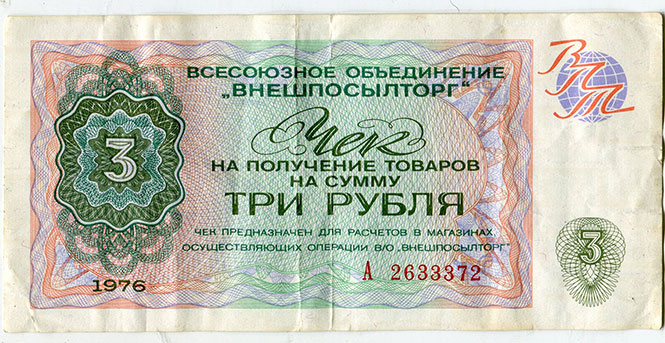 ВСЕСОЮЗНОЕ ОБЪЕДИНЕНИЕ
„ВНЕШПОСЫЛТОРГ"
ВПТ
Чек
НА ПОЛУЧЕНИЕ ТОВАРОВ
НА СУММУ
ТРИ РУБЛЯ
ЧЕК ПРЕДНАЗНАЧЕН ДЛЯ РАСЧЕТОВ В МАГАЗИНАХ,
ОСУЩЕСТВЛЯЮЩИХ ОПЕРАЦИИ В/О „ВНЕШПОСЫЛТОРГ"
3
3
А 2633372
1976